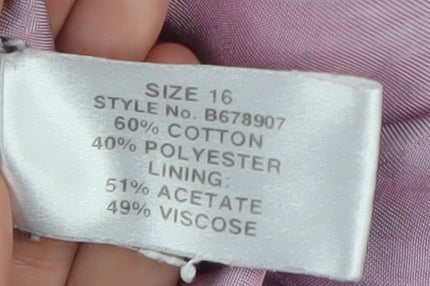 SIZE 16
STYLE No. B678907
60% COTTON
40% POLYESTER
LINING:
51% ACETATE
49% VISCOSE